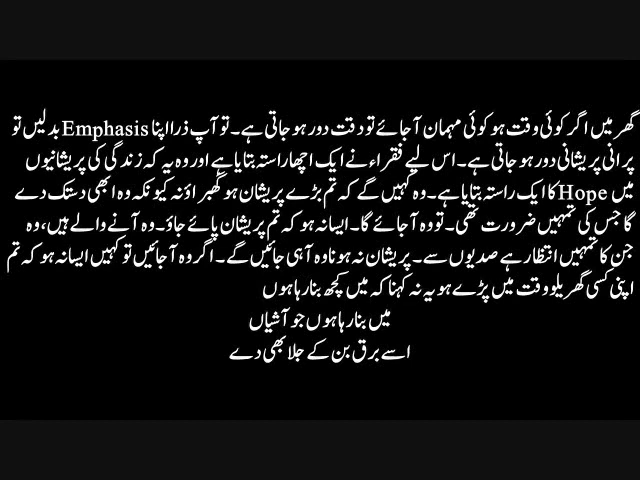 گھر میں اگر کوئی وقت ہو کوئی مہمان آ جائے تو دقت دور ہو جاتی ہے۔ تو آپ ذرا اپنا Emphasis بدلیں تو
پرانی پریشانی دور ہو جاتی ہے۔ اس لیے فقراء نے ایک اچھا راستہ بتایا ہے اور وہ یہ کہ زندگی کی پریشانیوں
میں Hope کا ایک راستہ بتایا ہے۔ وہ کہیں گے کہ تم بڑے پریشان ہو گھبراؤ نہ کیونکہ وہ ابھی دستک دے
گا جس کی تمہیں ضرورت تھی۔ تو وہ آ جائے گا۔ ایسا نہ ہو کہ تم پریشان پائے جاؤ۔ وہ آنے والے ہیں، وہ
جن کا تمہیں انتظار ہے صدیوں سے۔ پریشان نہ ہونا وہ آ ہی جائیں گے۔ اگر وہ آ جائیں تو کہیں ایسا نہ ہو کہ تم
اپنی کسی گھریلو وقت میں پڑے ہو یہ نہ کہنا کہ میں کچھ بنا رہا ہوں
میں بنا رہا ہوں جو آشیاں
اسے برق بن کے جلا بھی دے